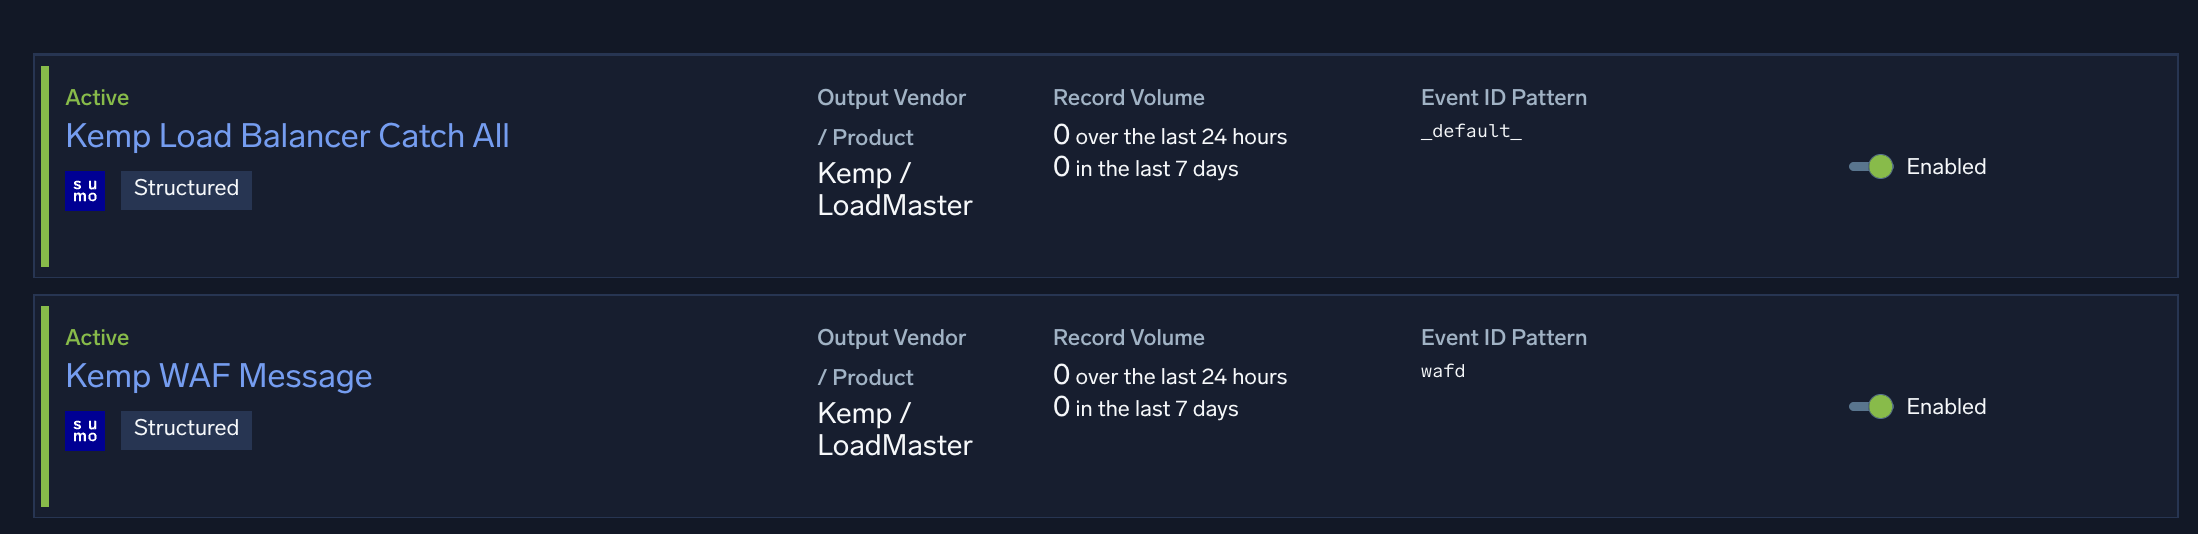 Active
Kemp Load Balancer Catch All
su
mo
Structured
Output Vendor
/ Product
Kemp /
LoadMaster
Record Volume
0 over the last 24 hours
0 in the last 7 days
Event ID Pattern
_default_
Enabled
Active
Kemp WAF Message
su
mo
Structured
Output Vendor
/ Product
Kemp /
LoadMaster
Record Volume
0 over the last 24 hours
0 in the last 7 days
Event ID Pattern
wafd
Enabled